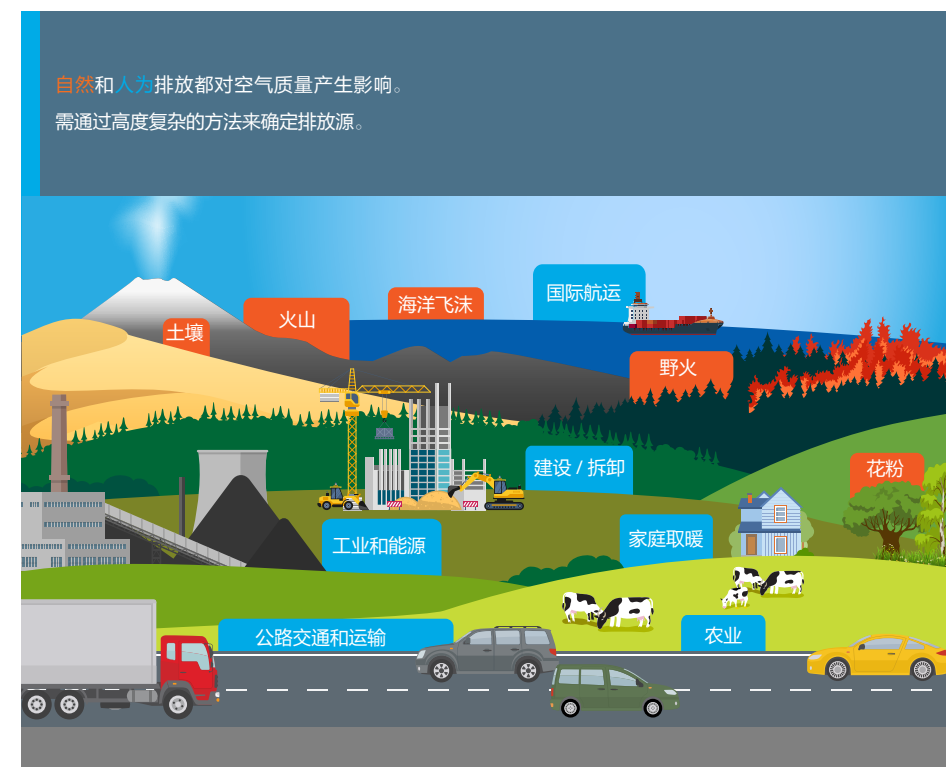 自然和人为排放都对空气质量产生影响。
需通过高度复杂的方法来确定排放源。
国际航运
海洋飞沫
火山
土壤
野火
花粉
建设 / 拆卸
家庭取暖
工业和能源
农业
公路交通和运输